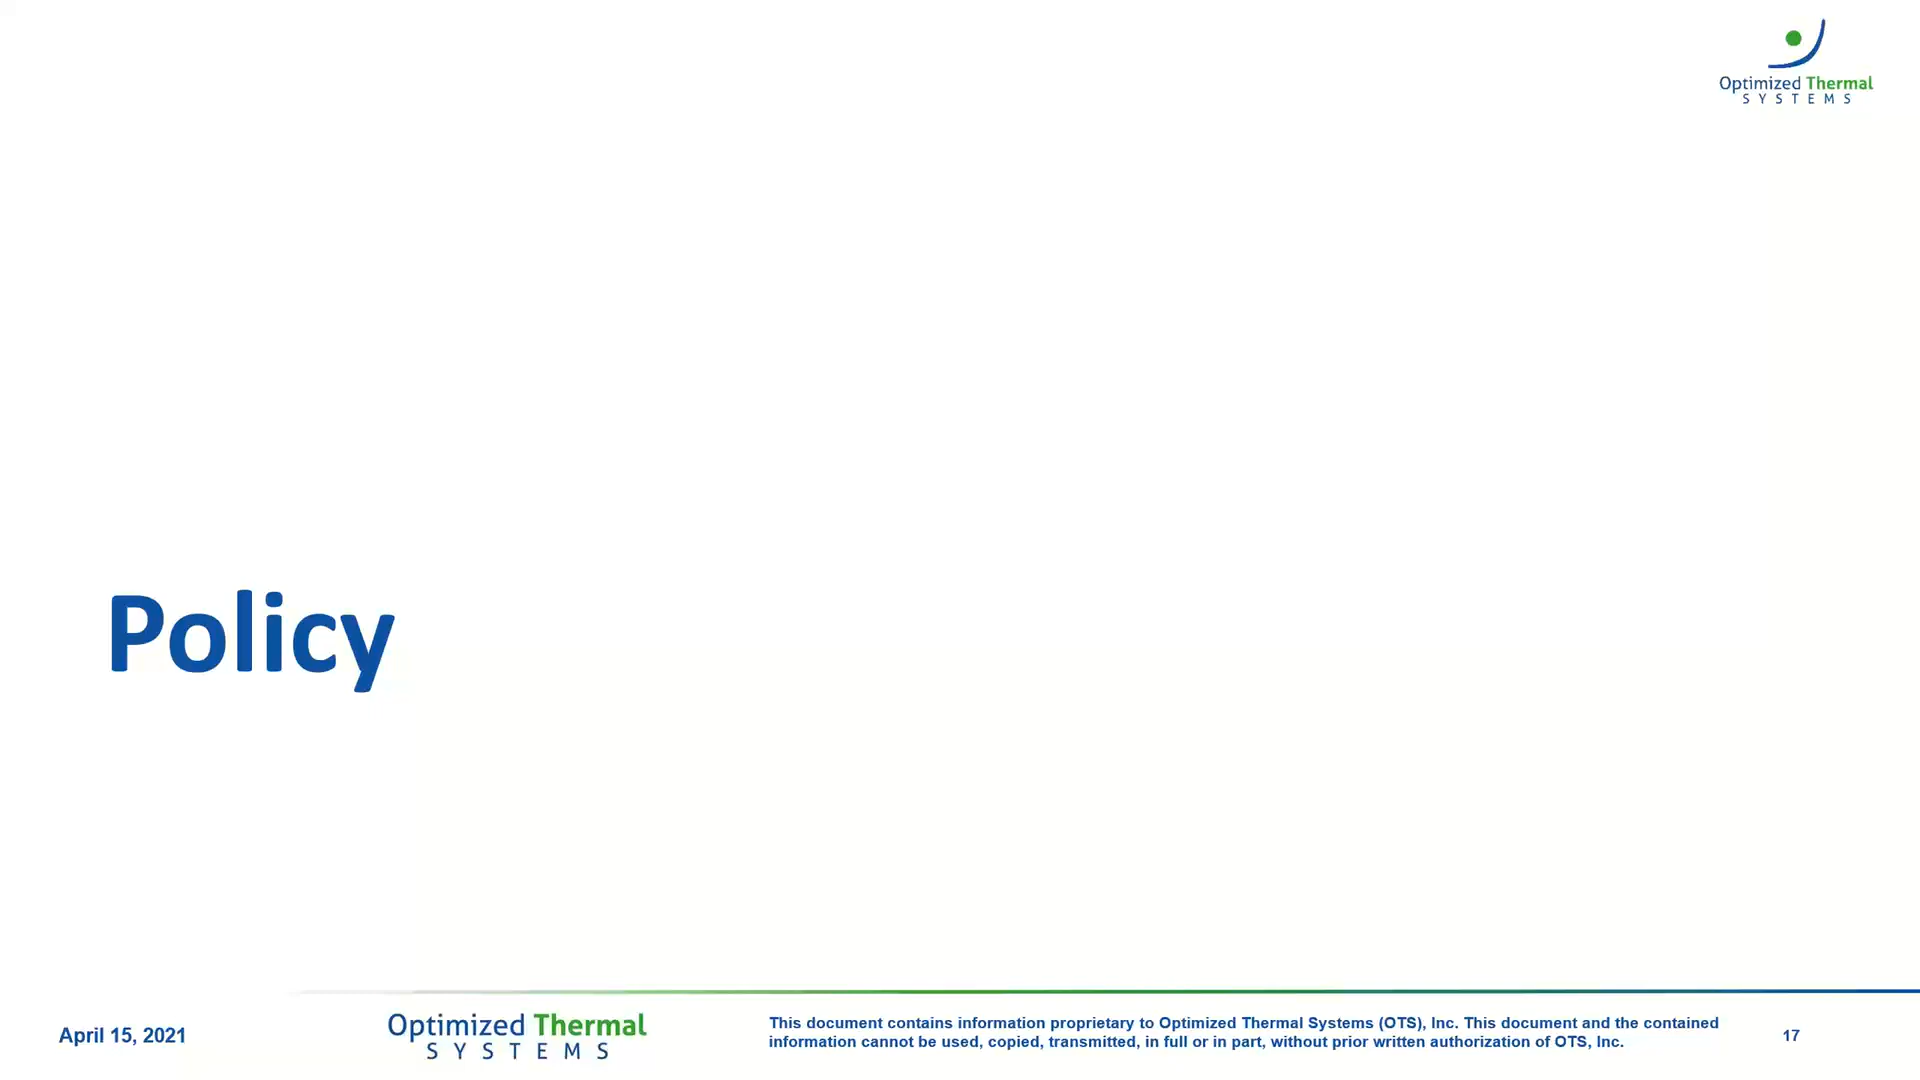 Optimized Thermal
SYSTEMS
Policy
April 15, 2021
Optimized Thermal
SYSTEMS
This document contains information proprietary to Optimized Thermal Systems (OTS), Inc. This document and the contained
information cannot be used, copied, transmitted, in full or in part, without prior written authorization of OTS, Inc.
17